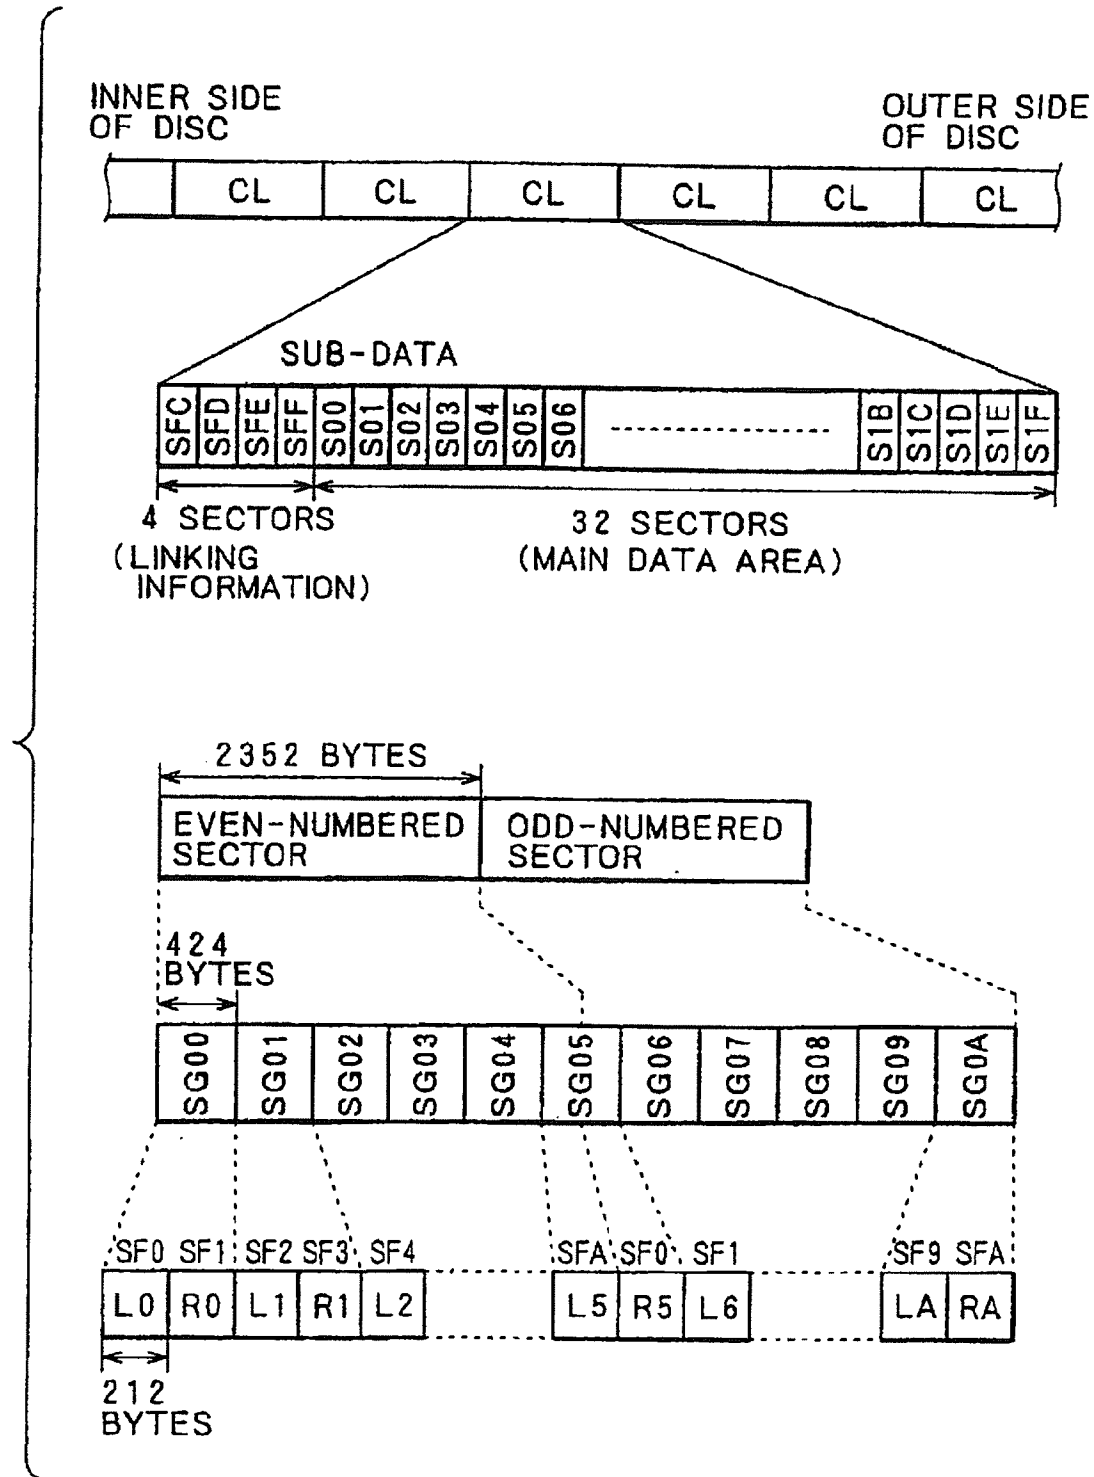 INNER SIDE
OF DISC
OUTER SIDE
OF DISC
CL CL CL CL CL CL
SUB-DATA
SFC SFD SFE SFF S00 S01 S02 S03 S04 S05 S06 S1B S1C S1D S1E S1F
4 SECTORS
(LINKING
INFORMATION)
32 SECTORS
(MAIN DATA AREA)
2352 BYTES
EVEN-NUMBERED
SECTOR
ODD-NUMBERED
SECTOR
424
BYTES
SG00 SG01 SG02 SG03 SG04 SG05 SG06 SG07 SG08 SG09 SG0A
SF0 SF1 SF2 SF3 SF4 SFA SF0 SF1 SF9 SFA
L0 R0 L1 R1 L2 L5 R5 L6 LA RA
212
BYTES